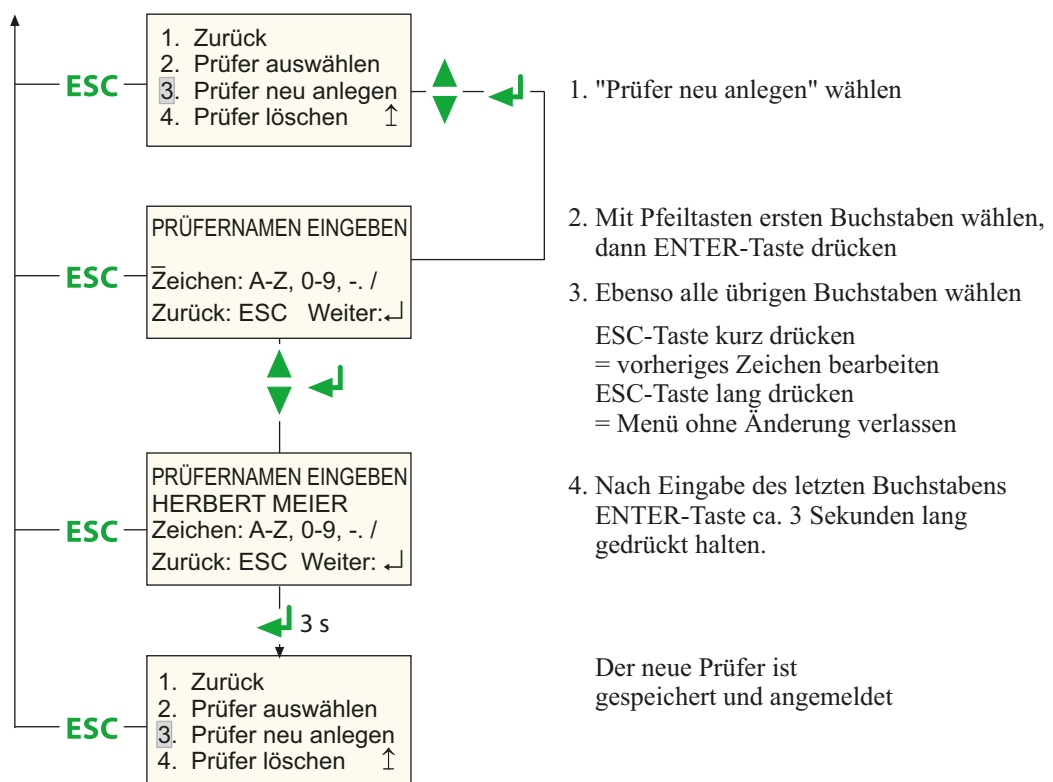 1. Zurück
2. Prüfer auswählen
3. Prüfer neu anlegen
4. Prüfer löschen ↥
ESC
1. "Prüfer neu anlegen" wählen
PRÜFERNAMEN EINGEBEN
_
Zeichen: A-Z, 0-9, -. /
Zurück: ESC Weiter:↵
ESC
2. Mit Pfeiltasten ersten Buchstaben wählen,
dann ENTER-Taste drücken
3. Ebenso alle übrigen Buchstaben wählen
ESC-Taste kurz drücken
= vorheriges Zeichen bearbeiten
ESC-Taste lang drücken
= Menü ohne Änderung verlassen
PRÜFERNAMEN EINGEBEN
HERBERT MEIER
Zeichen: A-Z, 0-9, -. /
Zurück: ESC Weiter: ↵
ESC
4. Nach Eingabe des letzten Buchstabens
ENTER-Taste ca. 3 Sekunden lang
gedrückt halten.
3 s
1. Zurück
2. Prüfer auswählen
3. Prüfer neu anlegen
4. Prüfer löschen ↥
ESC
Der neue Prüfer ist
gespeichert und angemeldet